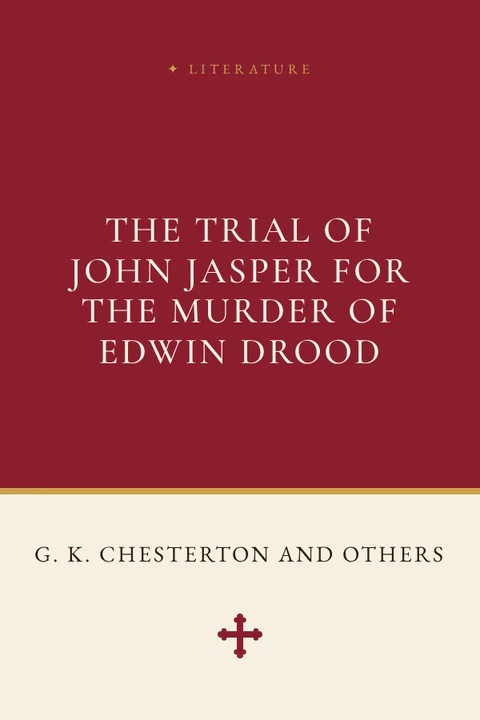 ✦ LITERATURE
THE TRIAL OF
JOHN JASPER FOR
THE MURDER OF
EDWIN DROOD
G. K. CHESTERTON AND OTHERS